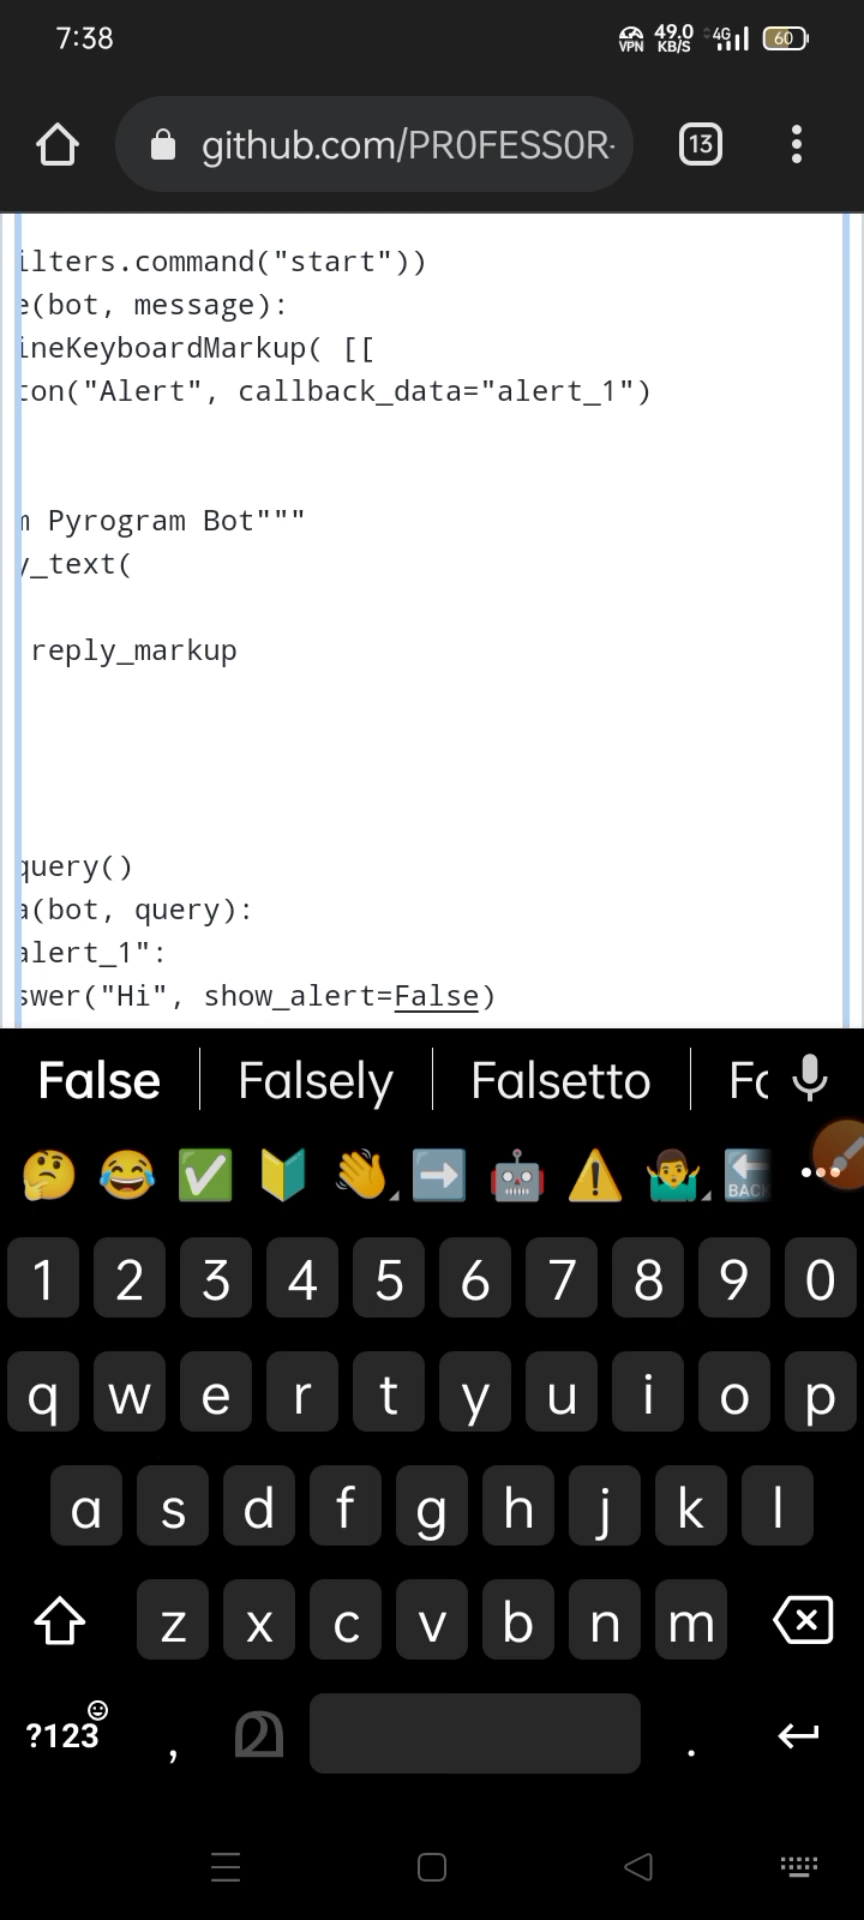 7:38
VPN 49.0 KB/S 4G 60
github.com/PR0FESS0R-
13
ilters.command("start"))
e(bot, message):
ineKeyboardMarkup( [[
ton("Alert", callback_data="alert_1")
m Pyrogram Bot"""
y_text(
reply_markup
query()
a(bot, query):
alert_1":
swer("Hi", show_alert=False)
False Falsely Falsetto
BACK
1 2 3 4 5 6 7 8 9 0
q w e r t y u i o p
a s d f g h j k l
z x c v b n m
?123 , മ .